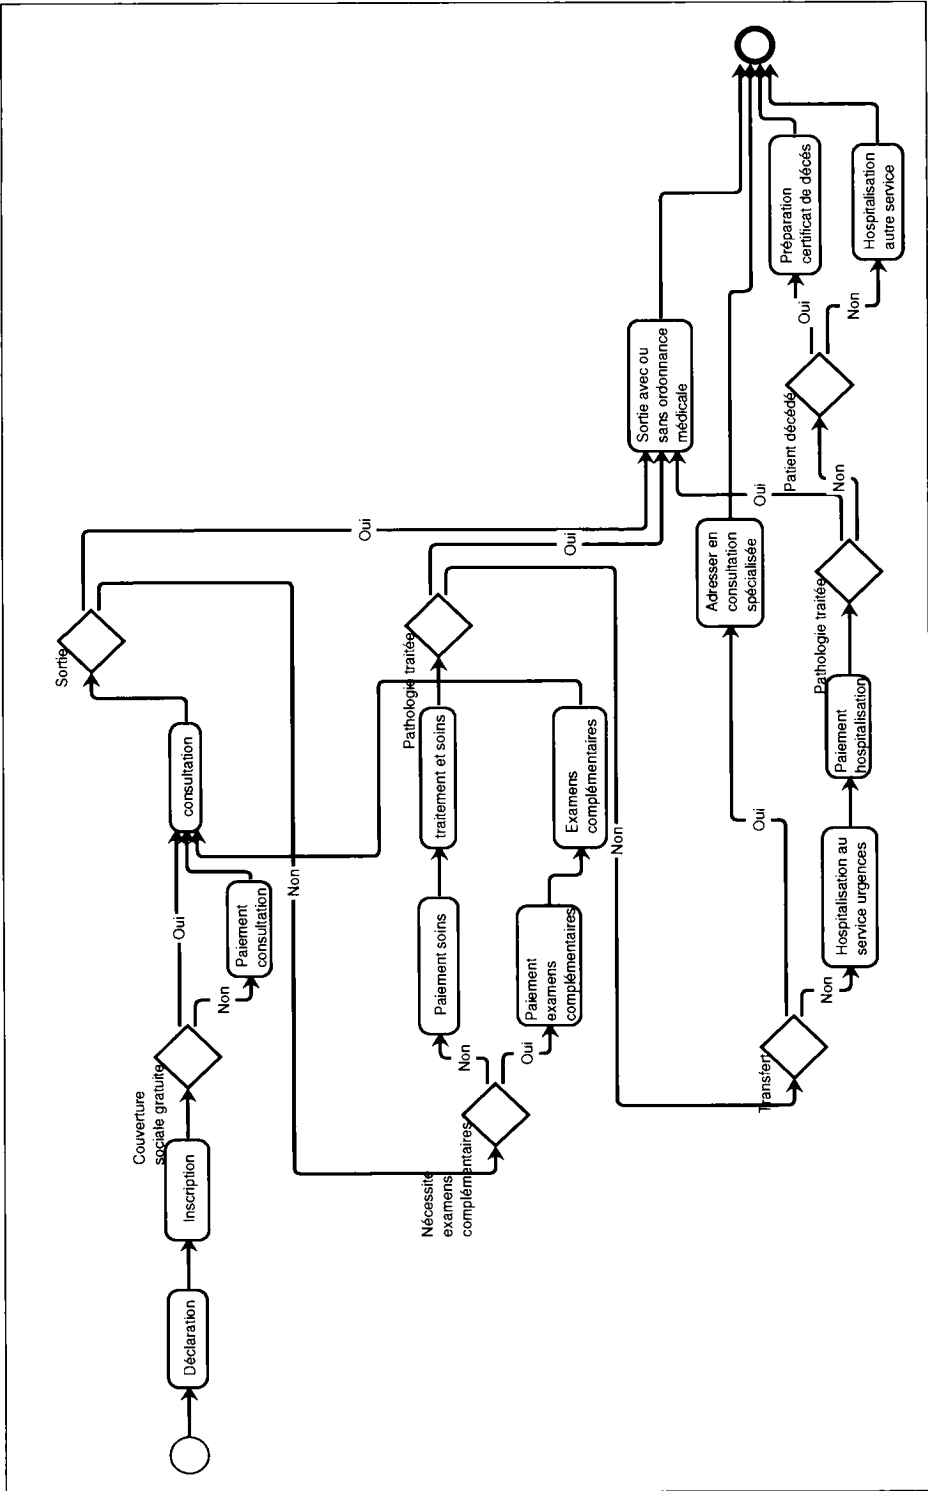 Déclaration
Inscription
Couverture
sociale gratuite
Oui
Non
Paiement
consultation
consultation
Sortie
Oui
Non
Nécessite
examens
complémentaires
Non
Oui
Paiement soins
traitement et soins
Pathologie traitée
Oui
Non
Paiement
examens
complémentaires
Examens
complémentaires
Sortie avec ou
sans ordonnance
médicale
Transfert
Oui
Non
Adresser en
consultation
spécialisée
Hospitalisation au
service urgences
Paiement
hospitalisation
Pathologie traitée
Oui
Non
Patient décédé
Oui
Non
Préparation
certificat de décés
Hospitalisation
autre service